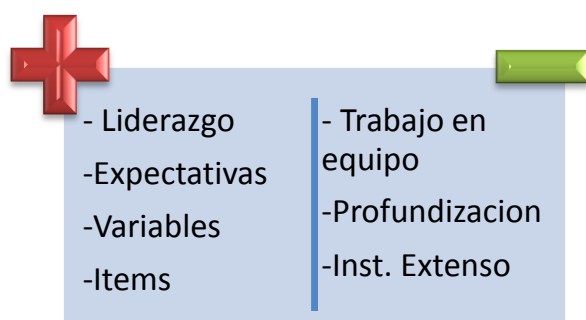 - Liderazgo
-Expectativas
-Variables
-Items
- Trabajo en
equipo
-Profundizacion
-Inst. Extenso